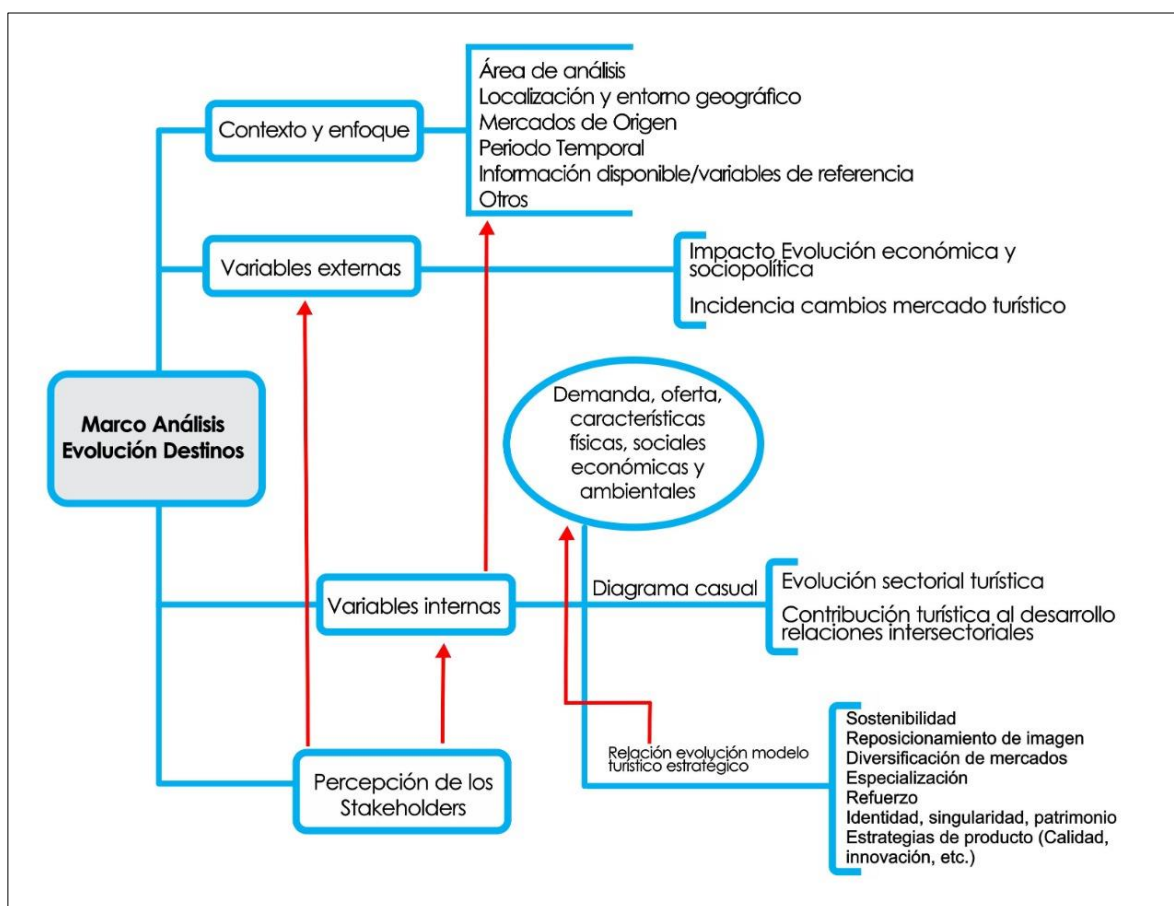 Contexto y enfoque
Área de análisis
Localización y entorno geográfico
Mercados de Origen
Periodo Temporal
Información disponible/variables de referencia
Otros
Variables externas
Impacto Evolución económica y
sociopolítica
Incidencia cambios mercado turístico
Marco Análisis
Evolución Destinos
Demanda, oferta,
características
físicas, sociales
económicas y
ambientales
Variables internas
Diagrama casual
Evolución sectorial turística
Contribución turística al desarrollo
relaciones intersectoriales
Percepción de los
Stakeholders
Relación evolución modelo
turístico estratégico
Sostenibilidad
Reposicionamiento de imagen
Diversificación de mercados
Especialización
Refuerzo
Identidad, singularidad, patrimonio
Estrategias de producto (Calidad,
innovación, etc.)